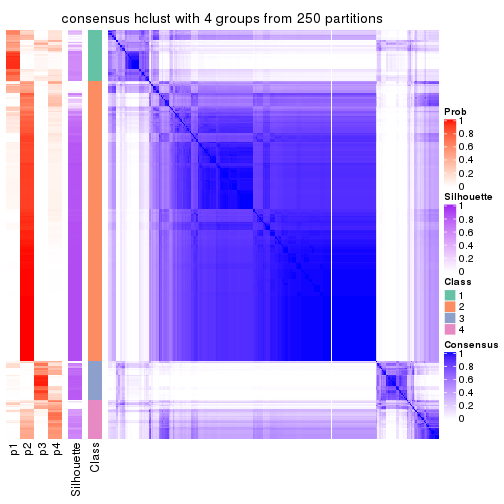 consensus hclust with 4 groups from 250 partitions
Prob
1
0.8
0.6
0.4
0.2
0
Silhouette
1
0.8
0.6
0.4
0.2
0
Class
1
2
3
4
Consensus
1
0.8
0.6
0.4
0.2
0
p1
p2
p3
p4
Silhouette
Class